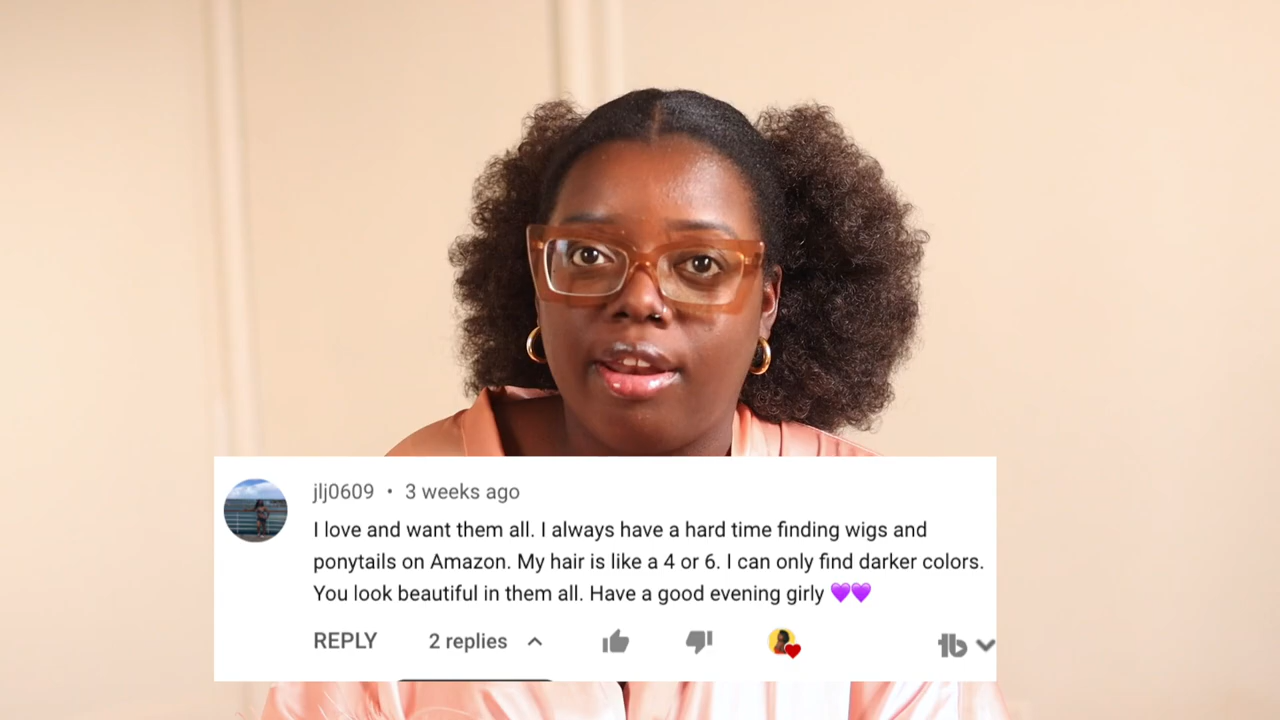 jlj0609 • 3 weeks ago
I love and want them all. I always have a hard time finding wigs and
ponytails on Amazon. My hair is like a 4 or 6. I can only find darker colors.
You look beautiful in them all. Have a good evening girly 💜💜
REPLY 2 replies
tb